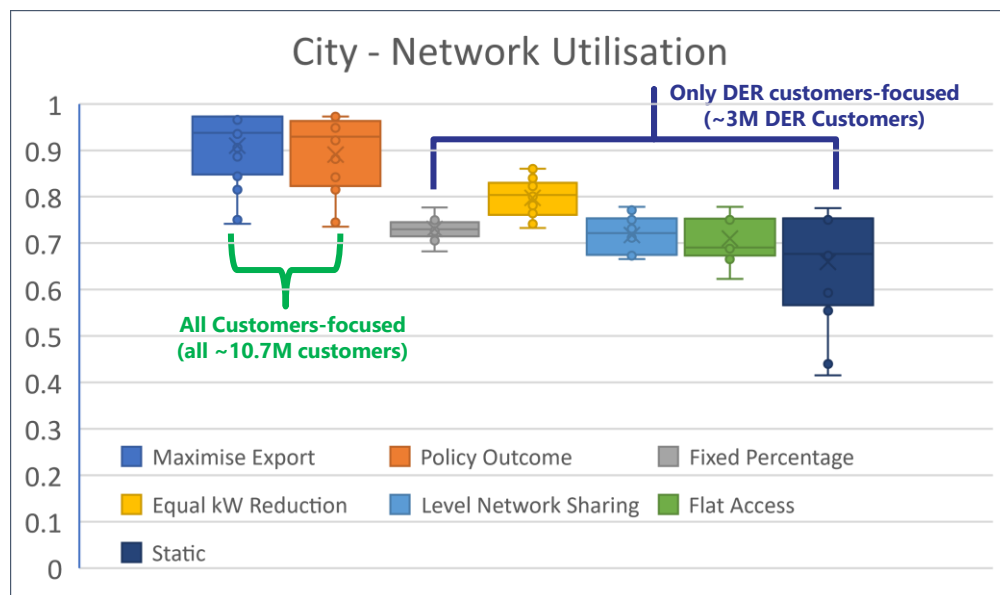 City - Network Utilisation
Only DER customers-focused
(~3M DER Customers)
1
0.9
0.8
0.7
0.6
0.5
0.4
0.3
0.2
0.1
0
All Customers-focused
(all ~10.7M customers)
Maximise Export
Policy Outcome
Fixed Percentage
Equal kW Reduction
Level Network Sharing
Flat Access
Static